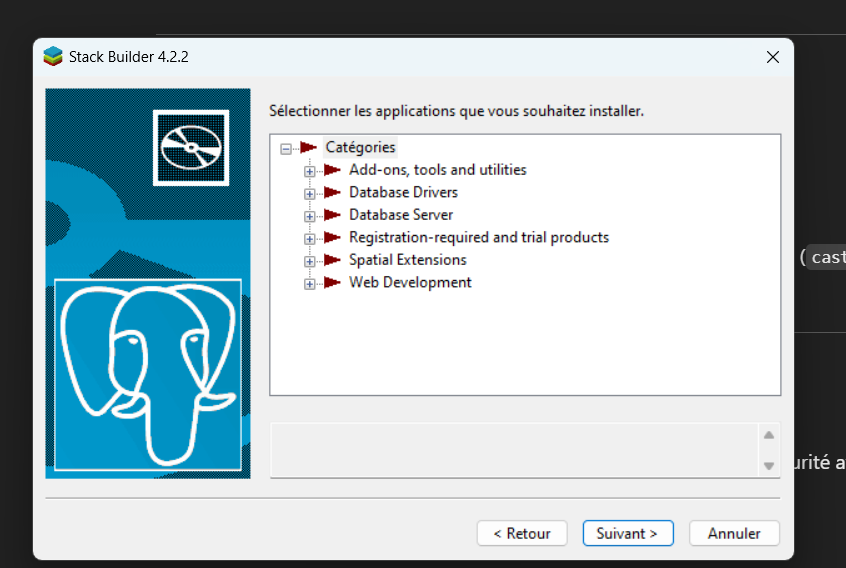 Stack Builder 4.2.2
Sélectionner les applications que vous souhaitez installer.
Catégories
Add-ons, tools and utilities
Database Drivers
Database Server
Registration-required and trial products
(cast
Spatial Extensions
Web Development
urité a
< Retour
Suivant >
Annuler